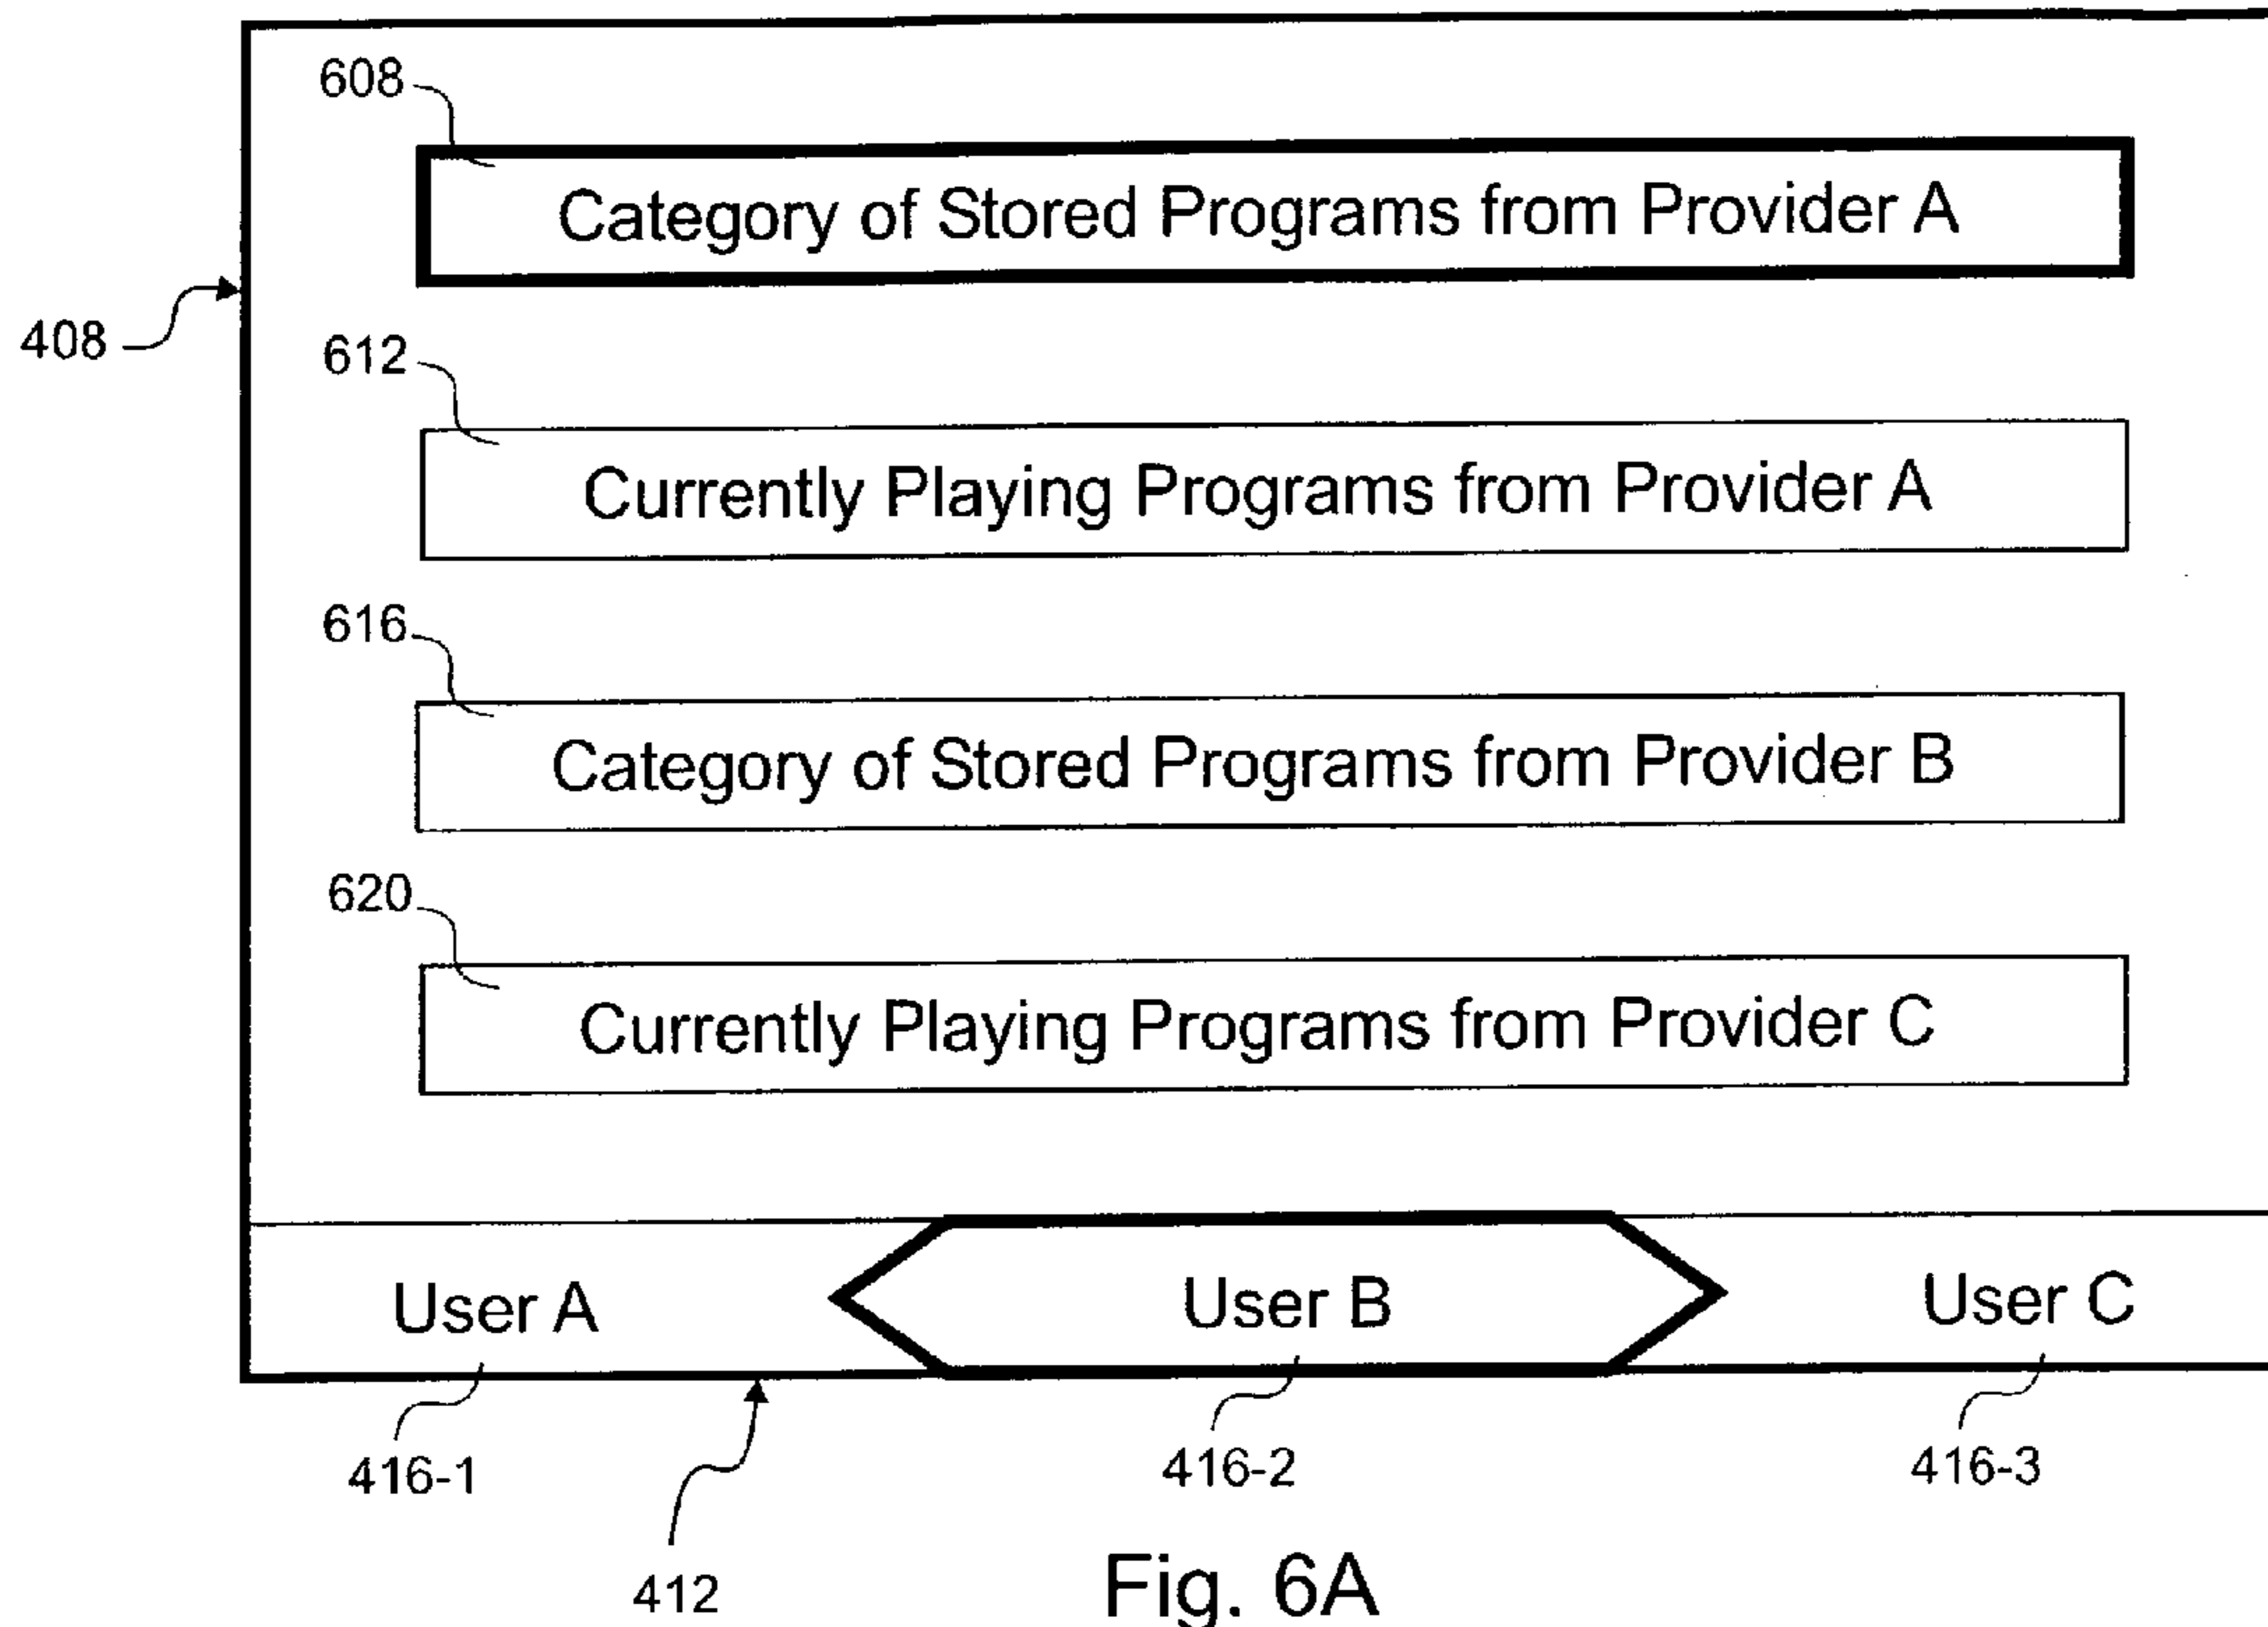 608
Category of Stored Programs from Provider A
408
612
Currently Playing Programs from Provider A
616
Category of Stored Programs from Provider B
620
Currently Playing Programs from Provider C
User A
User B
User C
416-1
416-2
416-3
412
Fig. 6A